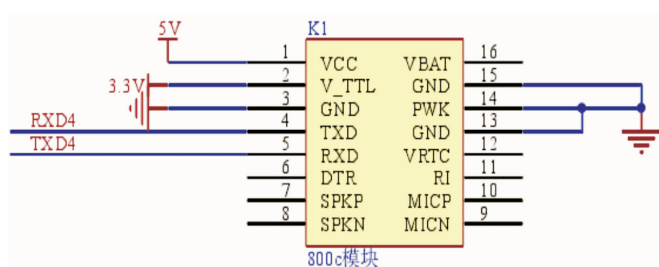 5V
K1
1
VCC
VBAT
16
3.3V
2
V_TTL
GND
15
3
GND
PWK
14
RXD4
4
TXD
GND
13
TXD4
5
RXD
VRTC
12
6
DTR
RI
11
7
SPKP
MICP
10
8
SPKN
MICN
9
800c模块